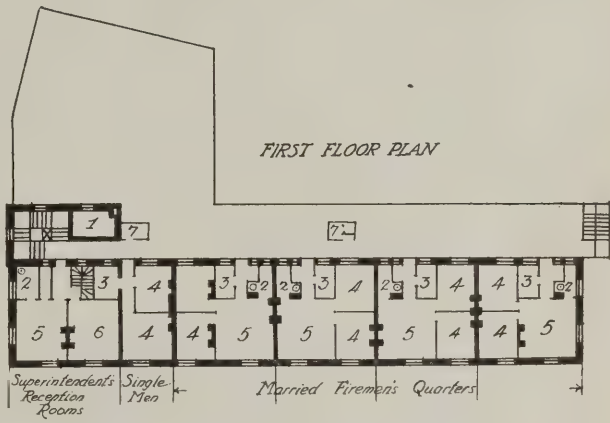 FIRST FLOOR PLAN
1 7 7
2 3 4 3 2 2 3 4 2 3 4 4 3 2
5 6 4 4 5 5 4 5 4 4 5
Superintendent's Reception Rooms
Single Men
Married Firemen's Quarters